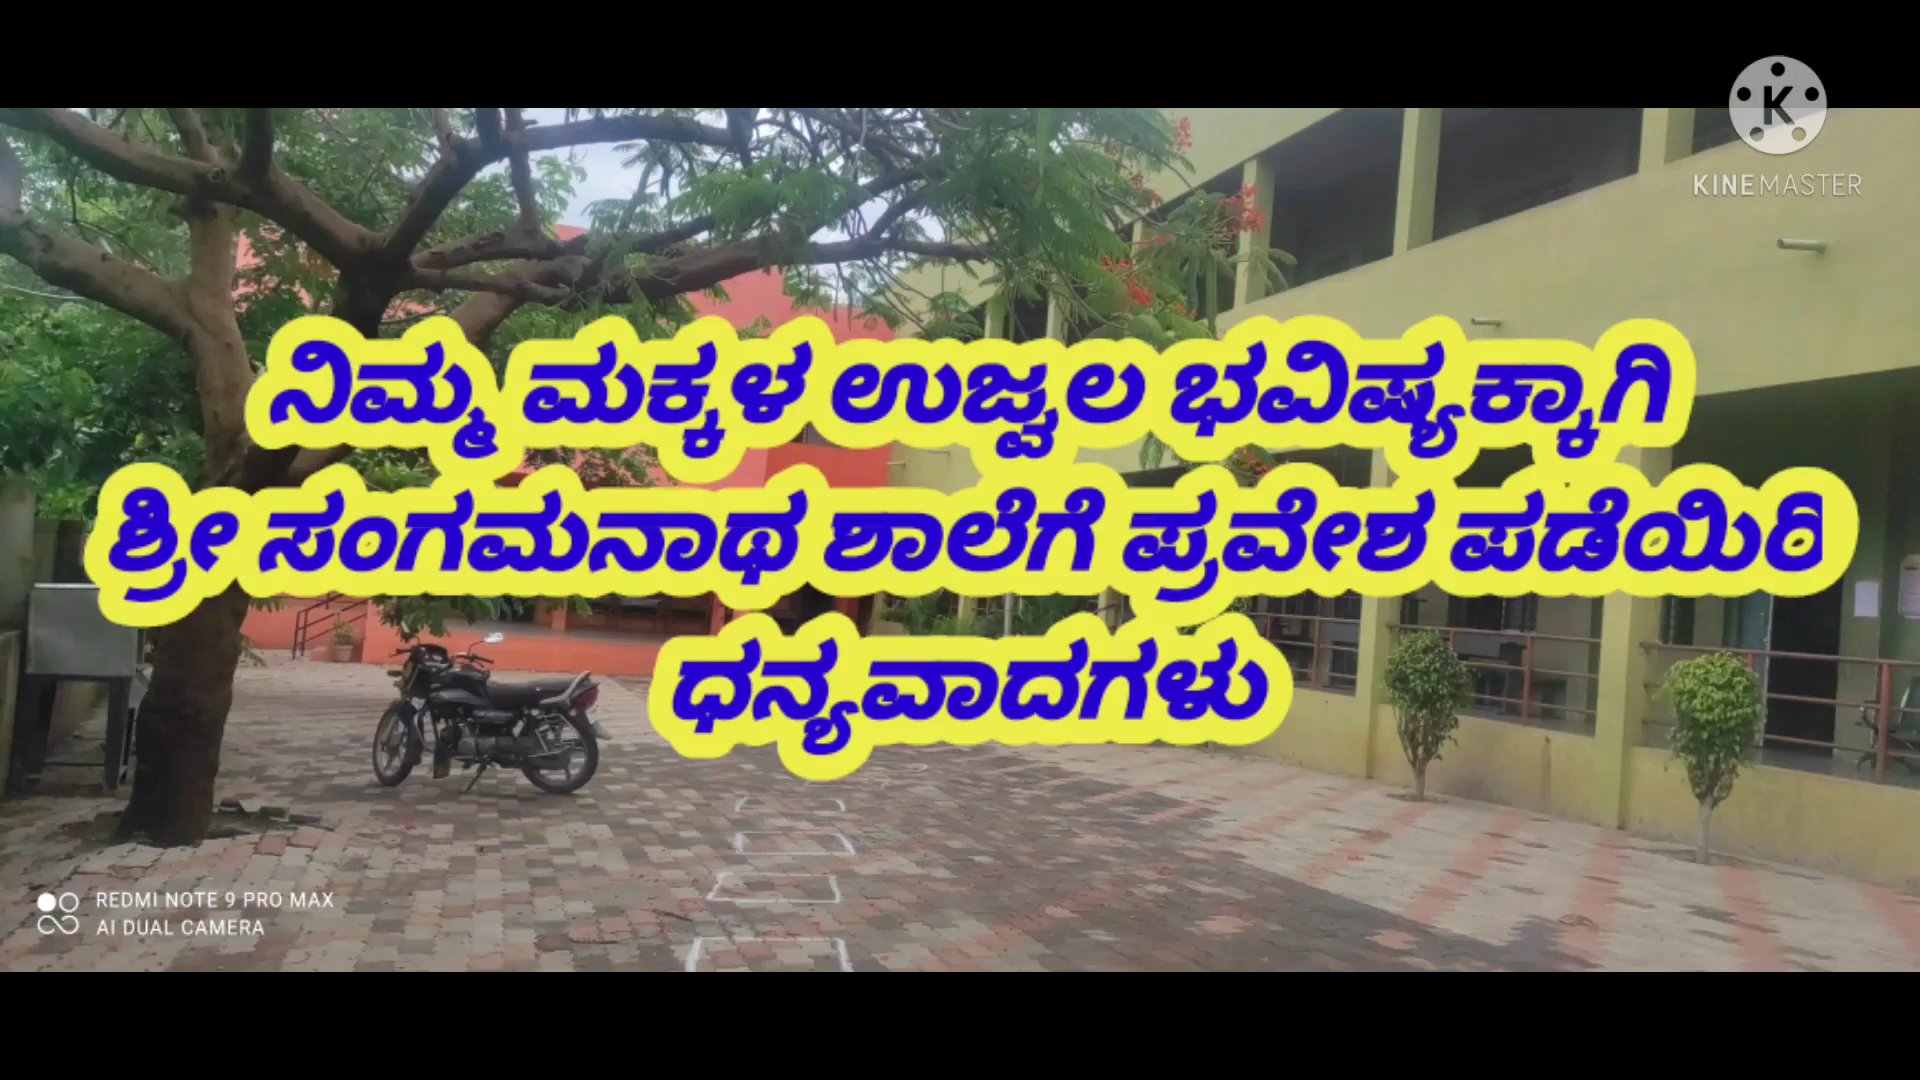 KINEMASTER
ನಿಮ್ಮ ಮಕ್ಕಳ ಉಜ್ವಲ ಭವಿಷ್ಯಕ್ಕಾಗಿ
ಶ್ರೀ ಸಂಗಮನಾಥ ಶಾಲೆಗೆ ಪ್ರವೇಶ ಪಡೆಯಿರಿ
ಧನ್ಯವಾದಗಳು
REDMI NOTE 9 PRO MAX
AI DUAL CAMERA